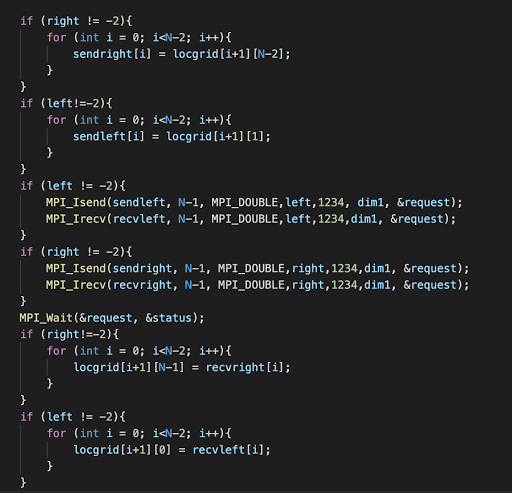 if (right != -2){
for (int i = 0; i<N-2; i++){
sendright[i] = locgrid[i+1][N-2];
}
}
if (left!=-2){
for (int i = 0; i<N-2; i++){
sendleft[i] = locgrid[i+1][1];
}
}
if (left != -2){
MPI_Isend(sendleft, N-1, MPI_DOUBLE,left,1234, dim1, &request);
MPI_Irecv(recvleft, N-1, MPI_DOUBLE,left,1234,dim1, &request);
}
if (right != -2){
MPI_Isend(sendright, N-1, MPI_DOUBLE,right,1234,dim1, &request);
MPI_Irecv(recvright, N-1, MPI_DOUBLE,right,1234,dim1, &request);
}
MPI_Wait(&request, &status);
if (right!=-2){
for (int i = 0; i<N-2; i++){
locgrid[i+1][N-1] = recvright[i];
}
}
if (left != -2){
for (int i = 0; i<N-2; i++){
locgrid[i+1][0] = recvleft[i];
}
}